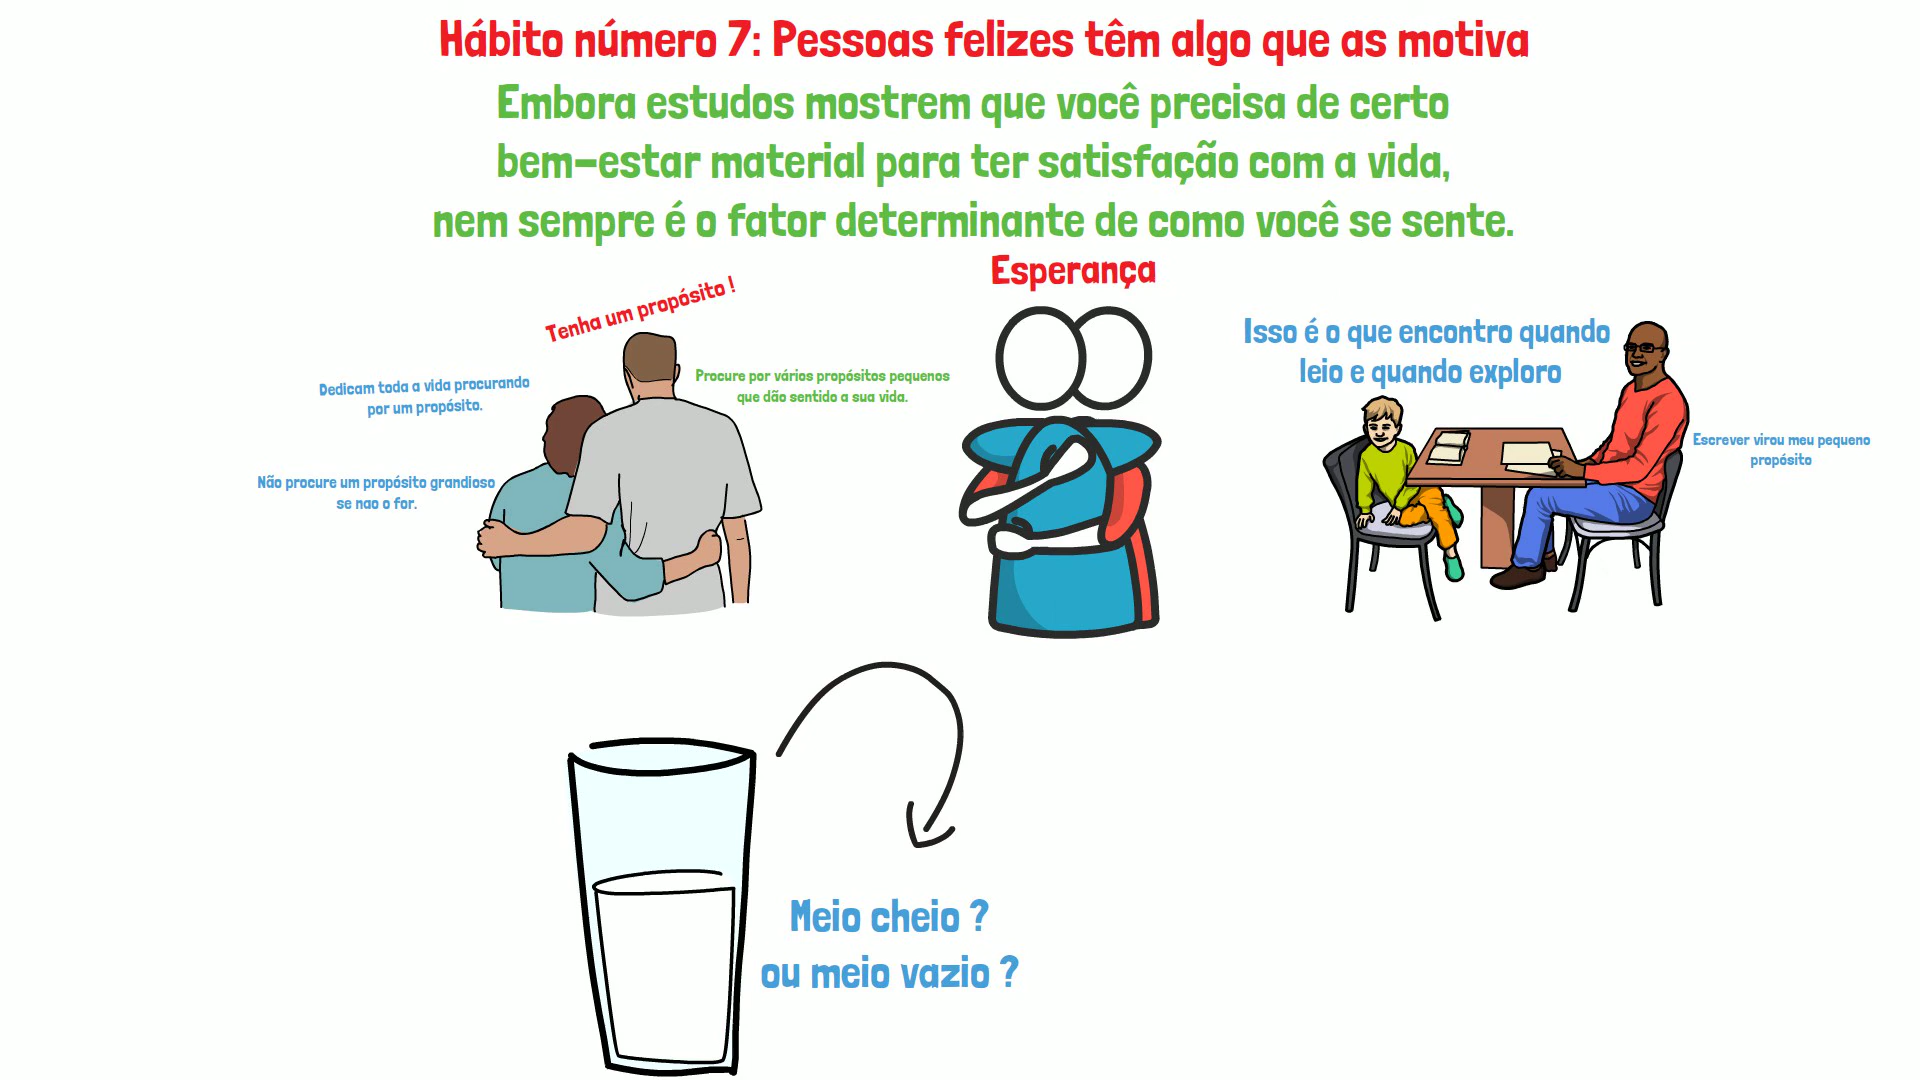 Hábito número 7: Pessoas felizes têm algo que as motiva
Embora estudos mostrem que você precisa de certo
bem-estar material para ter satisfação com a vida,
nem sempre é o fator determinante de como você se sente.
Tenha um propósito !
Dedicam toda a vida procurando
por um propósito.
Não procure um propósito grandioso
se nao o for.
Procure por vários propósitos pequenos
que dão sentido a sua vida.
Esperança
Isso é o que encontro quando
leio e quando exploro
Escrever virou meu pequeno
propósito
Meio cheio ?
ou meio vazio ?